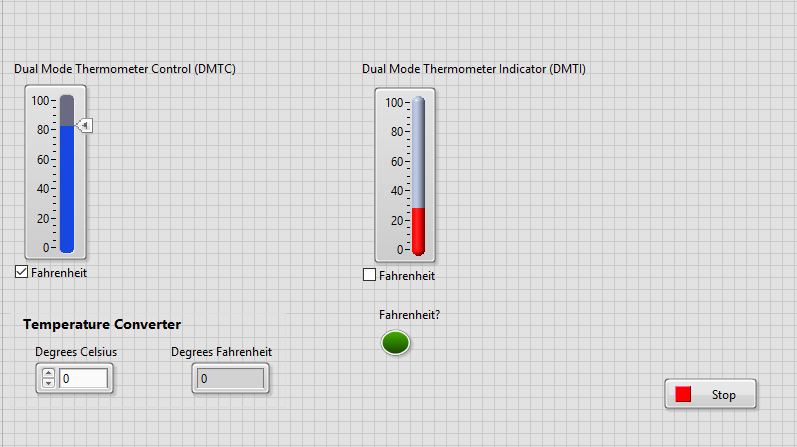 Dual Mode Thermometer Control (DMTC)
100
80
60
40
20
0
Fahrenheit
Dual Mode Thermometer Indicator (DMTI)
100
80
60
40
20
0
Fahrenheit
Fahrenheit?
Temperature Converter
Degrees Celsius
0
Degrees Fahrenheit
0
Stop